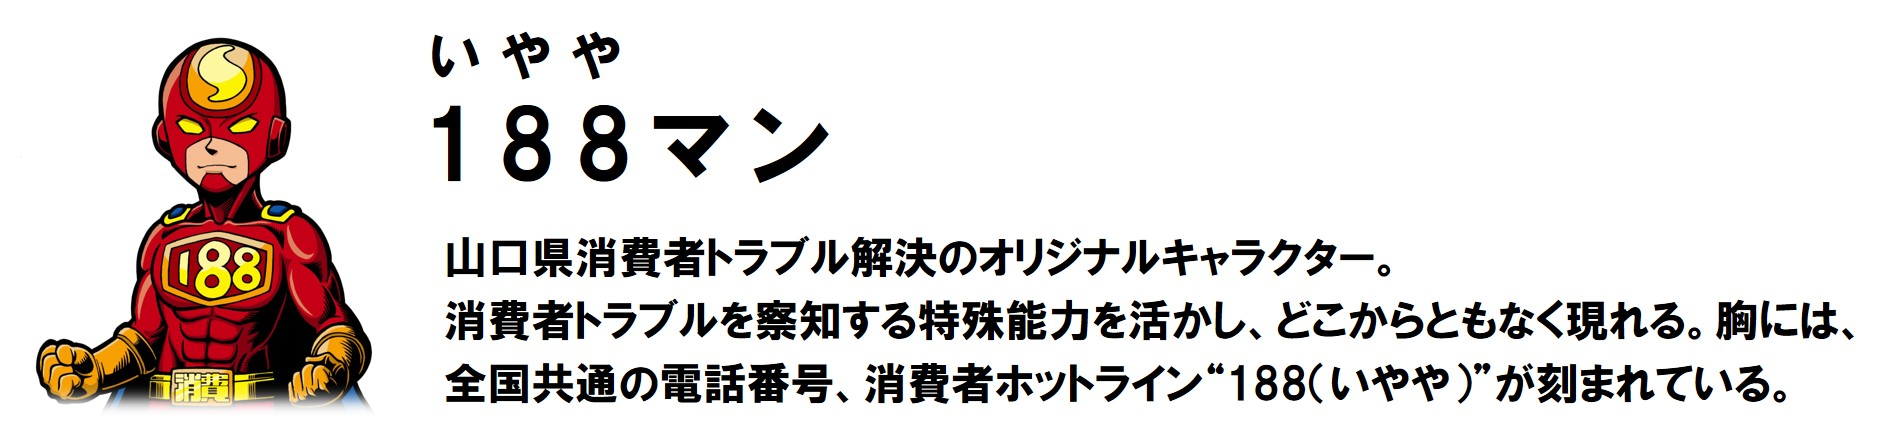 いやや
188マン
山口県消費者トラブル解決のオリジナルキャラクター。
消費者トラブルを察知する特殊能力を活かし、どこからともなく現れる。胸には、
全国共通の電話番号、消費者ホットライン“188(いやや)”が刻まれている。
188
消費